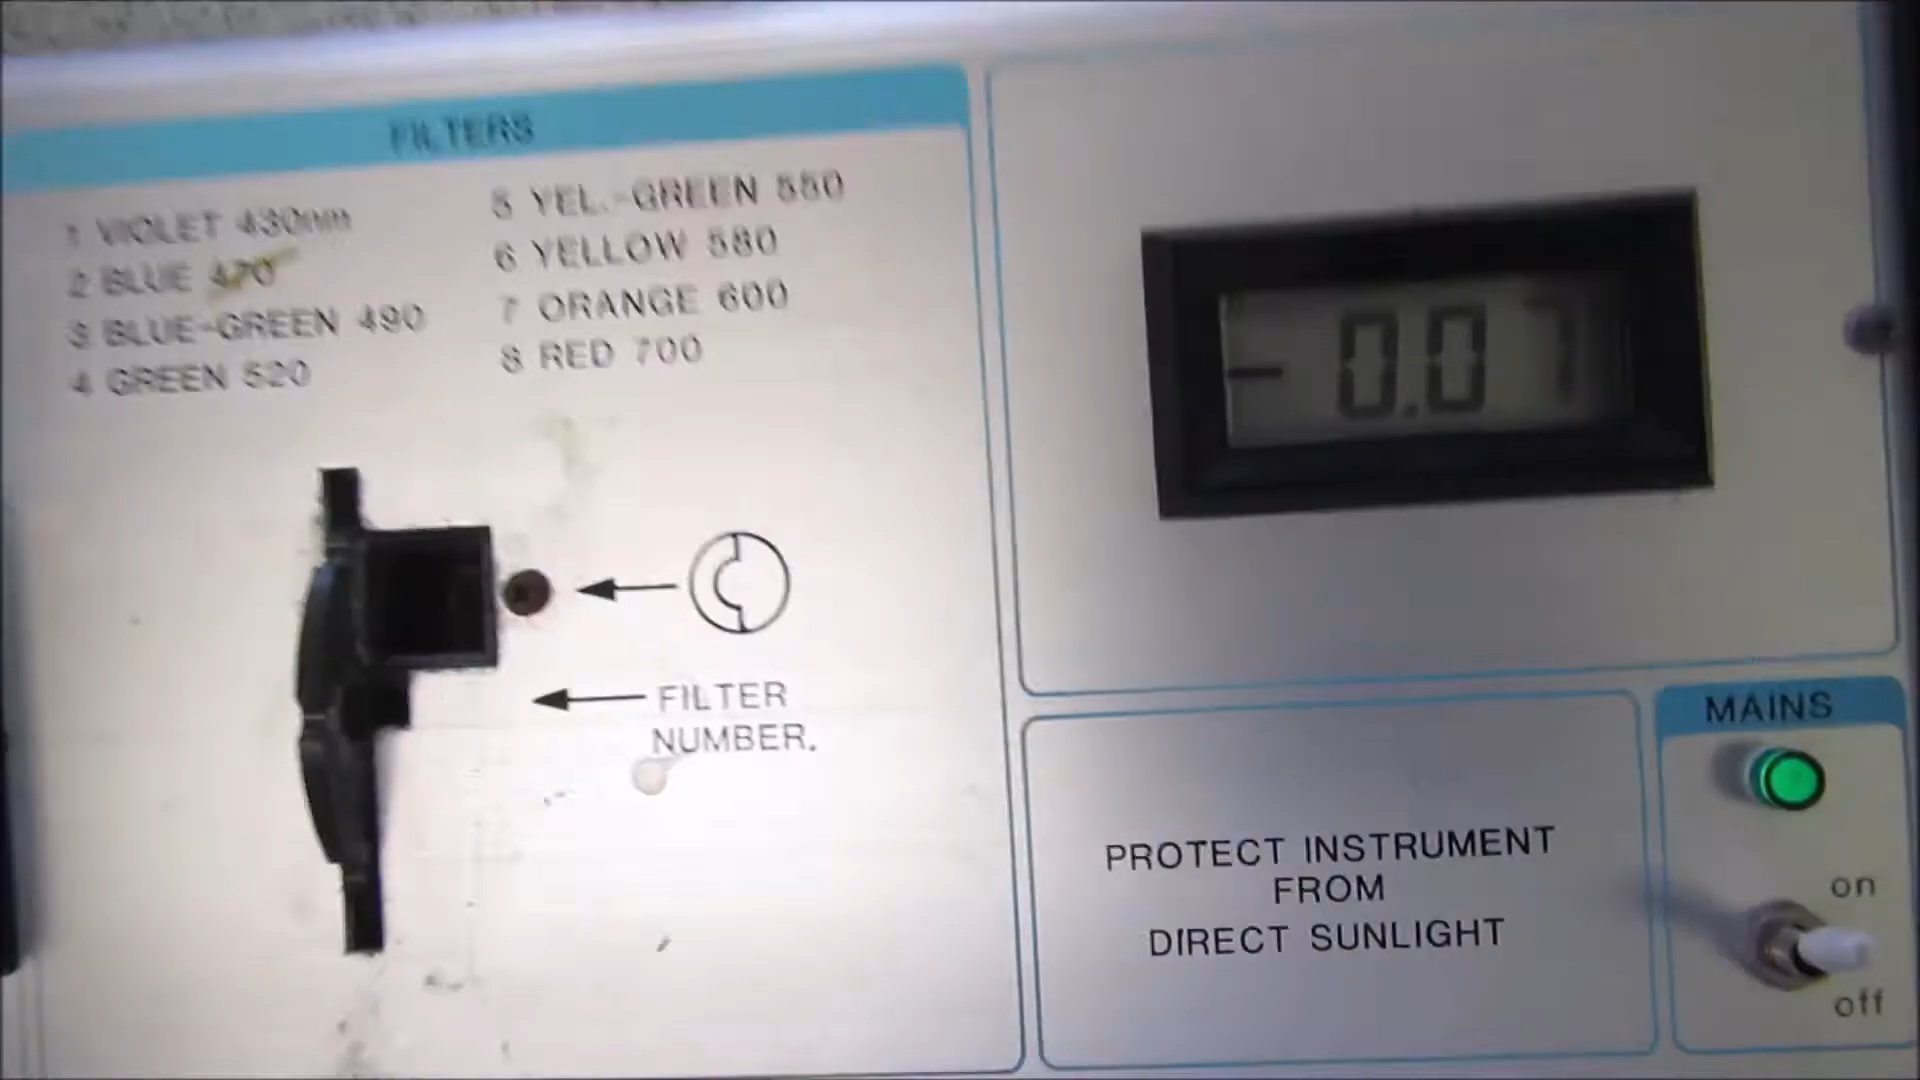 FILTERS
1 VIOLET 430nm
2 BLUE 470
3 BLUE-GREEN 490
4 GREEN 520
5 YEL.-GREEN 550
6 YELLOW 580
7 ORANGE 600
8 RED 700
FILTER
NUMBER.
-0.07
PROTECT INSTRUMENT
FROM
DIRECT SUNLIGHT
MAINS
on
off